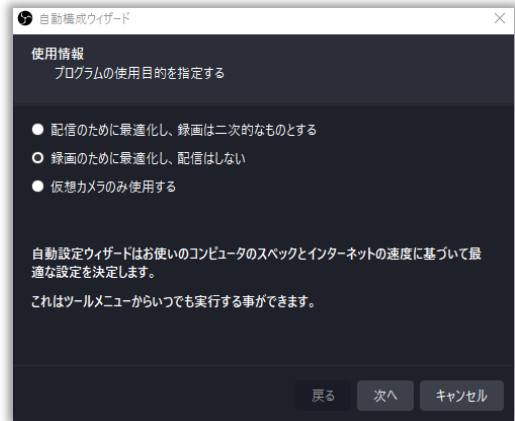 自動構成ウィザード
使用情報
プログラムの使用目的を指定する
配信のために最適化し、録画は二次的なものとする
録画のために最適化し、配信はしない
仮想カメラのみ使用する
自動設定ウィザードはお使いのコンピュータのスペックとインターネットの速度に基づいて最
適な設定を決定します。
これはツールメニューからいつでも実行する事ができます。
戻る 次へ キャンセル